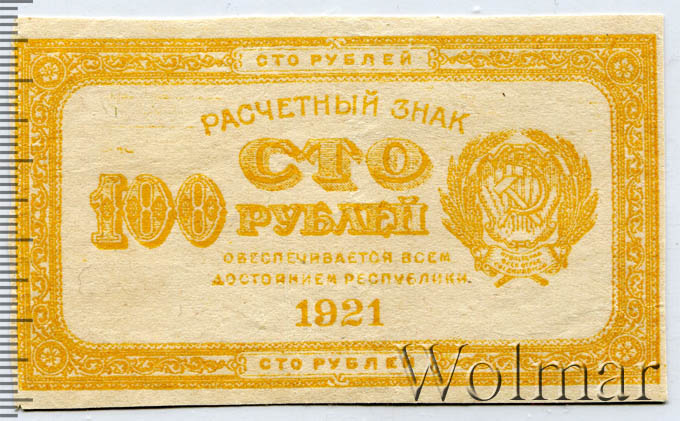 СТО РУБЛЕЙ
РАСЧЕТНЫЙ ЗНАК
СТО
100 РУБЛЕЙ
ОБЕСПЕЧИВАЕТСЯ ВСЕМ
ДОСТОЯНИЕМ РЕСПУБЛИКИ.
1921
СТО РУБЛЕЙ
Wolmar